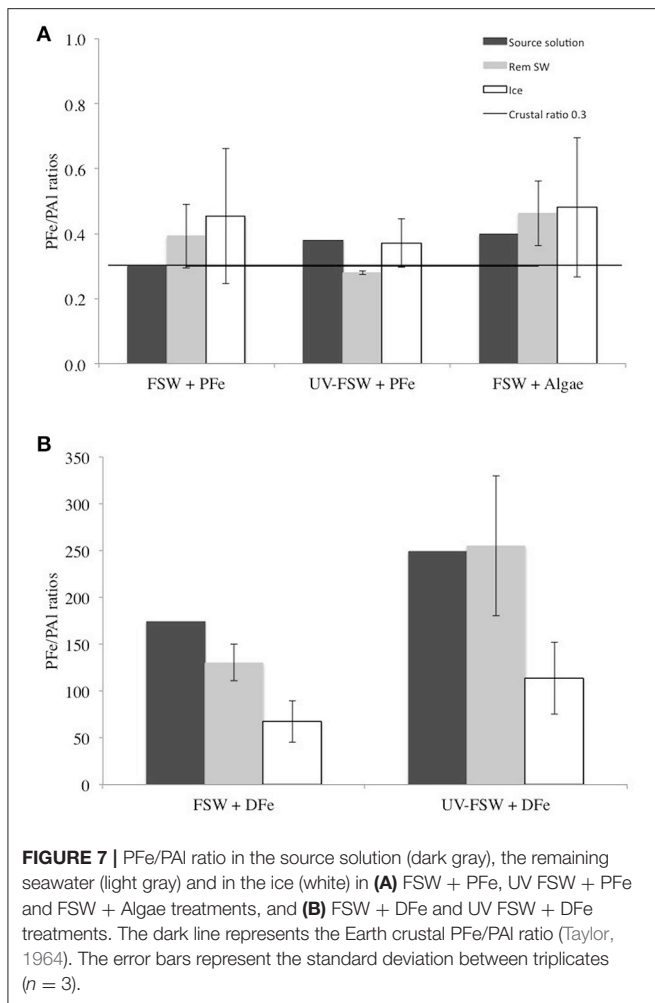 A
1.0
0.8
0.6
0.4
0.2
0.0
PFe/PAl ratios
Source solution
Rem SW
Ice
Crustal ratio 0.3
FSW + PFe
UV-FSW + PFe
FSW + Algae
B
350
300
250
200
150
100
50
0
PFe/PAl ratios
FSW + DFe
UV-FSW + DFe
FIGURE 7 | PFe/PAl ratio in the source solution (dark gray), the remaining
seawater (light gray) and in the ice (white) in (A) FSW + PFe, UV FSW + PFe
and FSW + Algae treatments, and (B) FSW + DFe and UV FSW + DFe
treatments. The dark line represents the Earth crustal PFe/PAl ratio (Taylor,
1964). The error bars represent the standard deviation between triplicates
(n = 3).